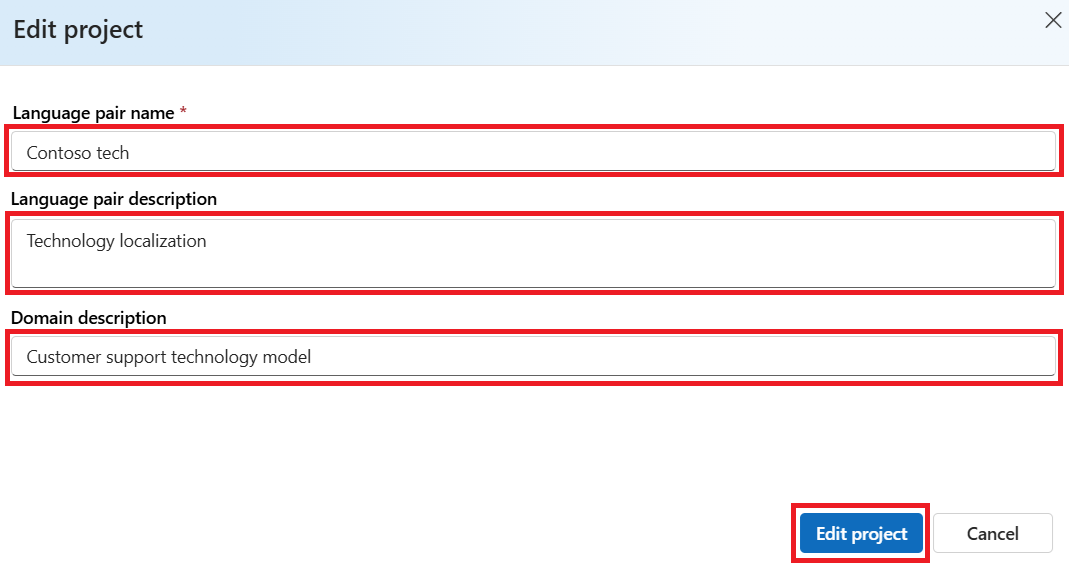 Edit project
Language pair name *
Contoso tech
Language pair description
Technology localization
Domain description
Customer support technology model
Edit project
Cancel